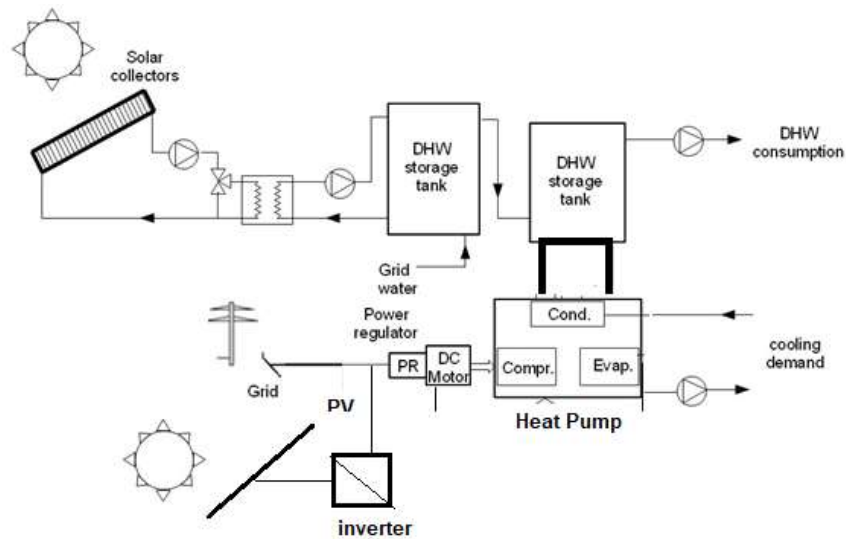 Solar
collectors
DHW
storage
tank
DHW
storage
tank
DHW
consumption
Grid
water
Power
regulator
Cond.
PR
DC
Motor
Compr.
Evap.
cooling
demand
Grid
PV
Heat Pump
inverter